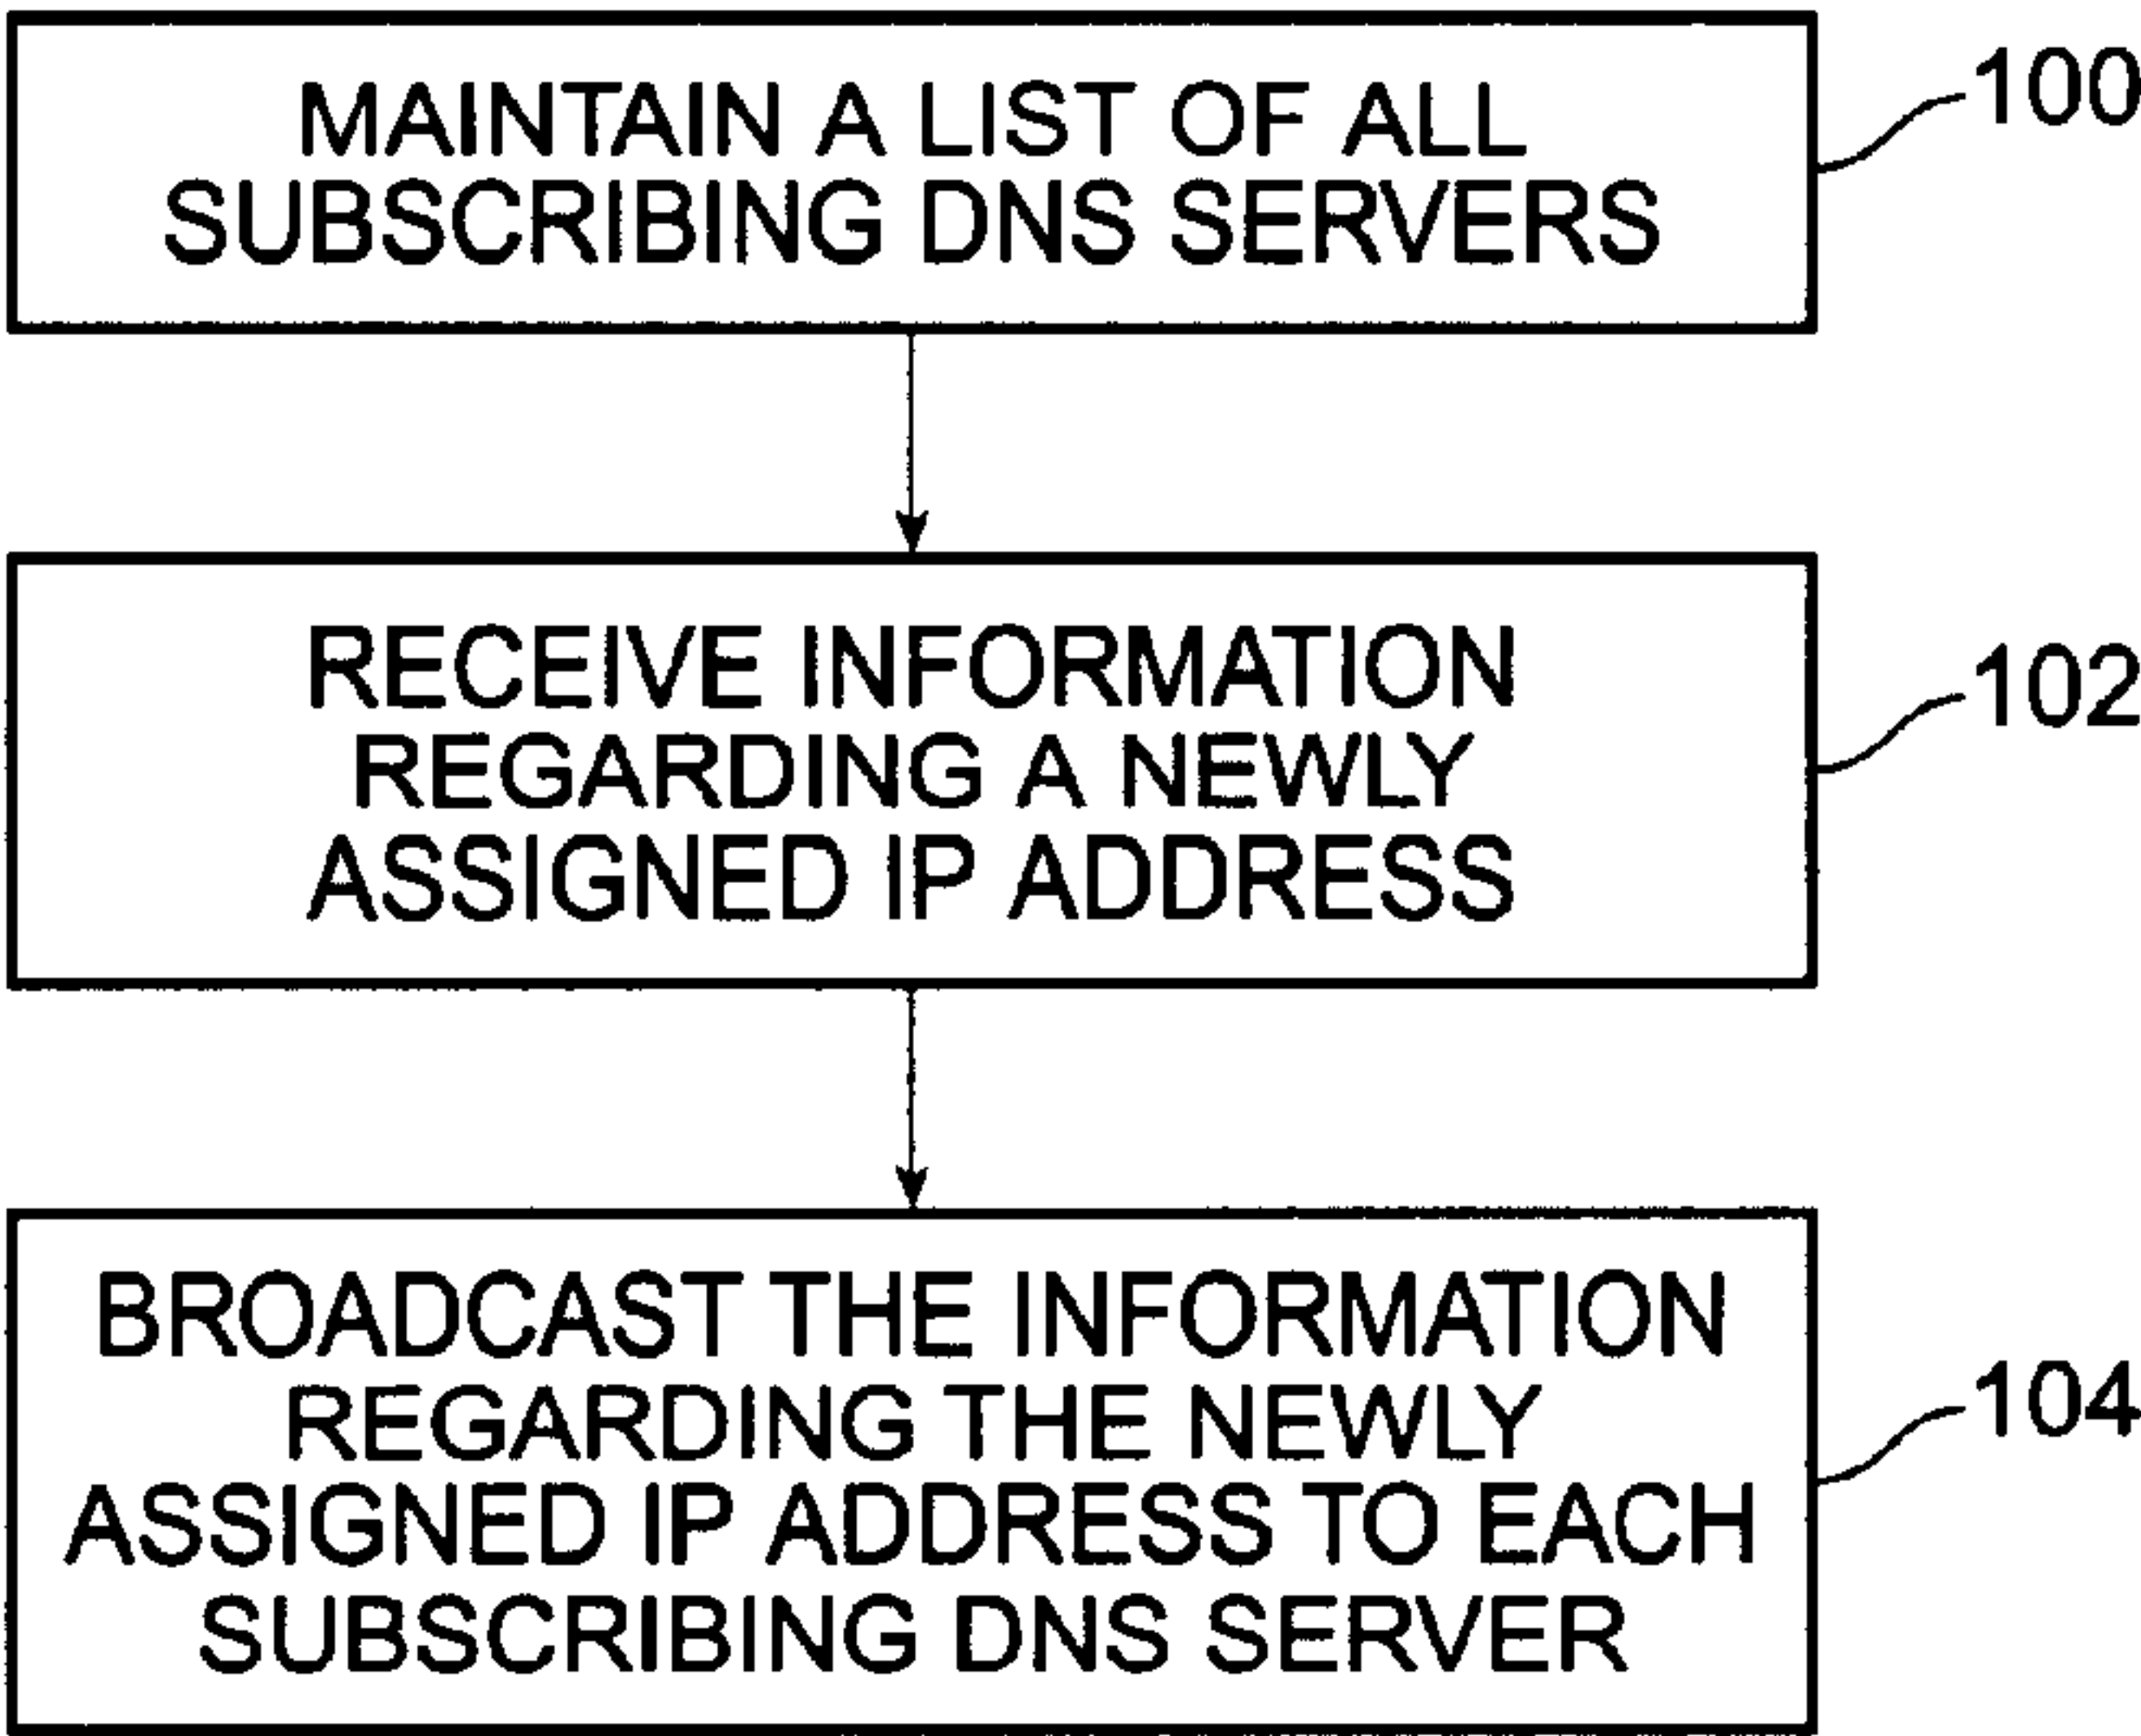 MAINTAIN A LIST OF ALL
SUBSCRIBING DNS SERVERS
100
RECEIVE INFORMATION
REGARDING A NEWLY
ASSIGNED IP ADDRESS
102
BROADCAST THE INFORMATION
REGARDING THE NEWLY
ASSIGNED IP ADDRESS TO EACH
SUBSCRIBING DNS SERVER
104